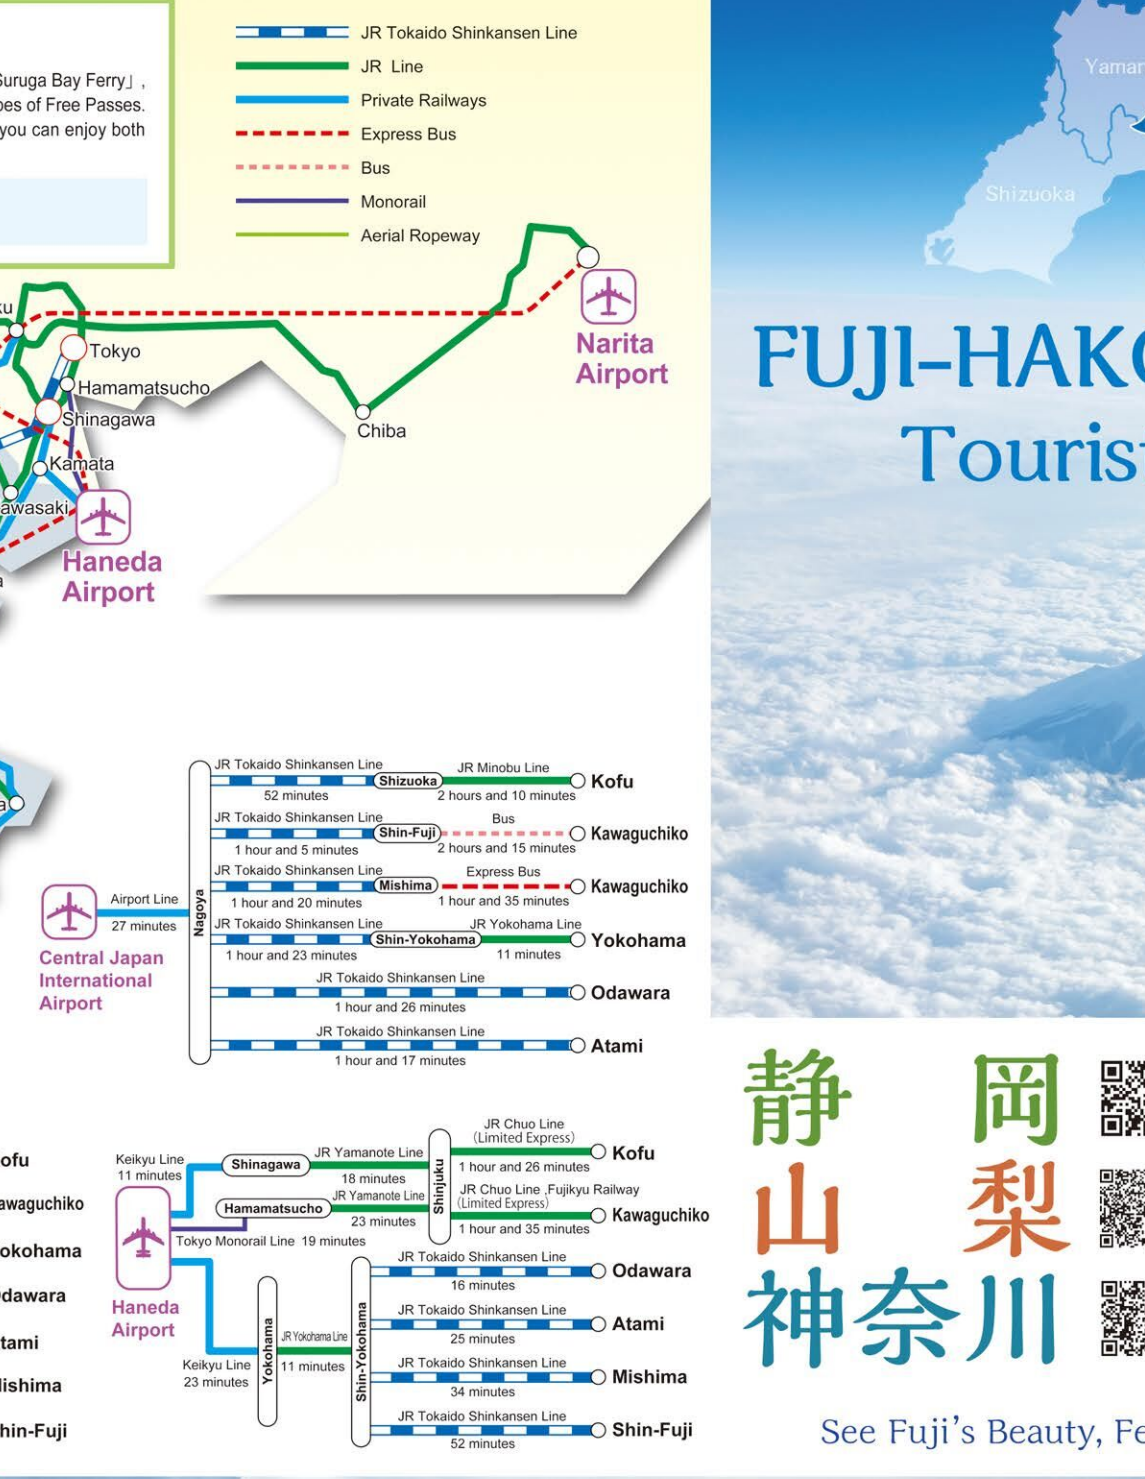 Suruga Bay Ferry」,
of Free Passes.
you can enjoy both
JR Tokaido Shinkansen Line
JR Line
Private Railways
Express Bus
Bus
Monorail
Aerial Ropeway
Tokyo
Hamamatsucho
Shinagawa
Kamata
Haneda
Airport
Chiba
Narita
Airport
Yamar
Shizuoka
FUJI-HAK
Touris
Central Japan
International
Airport
Airport Line
27 minutes
Nagoya
JR Tokaido Shinkansen Line
52 minutes
Shizuoka
JR Minobu Line
2 hours and 10 minutes
Kofu
JR Tokaido Shinkansen Line
1 hour and 5 minutes
Shin-Fuji
Bus
2 hours and 15 minutes
Kawaguchiko
JR Tokaido Shinkansen Line
1 hour and 20 minutes
Mishima
Express Bus
1 hour and 35 minutes
Kawaguchiko
JR Tokaido Shinkansen Line
1 hour and 23 minutes
Shin-Yokohama
JR Yokohama Line
11 minutes
Yokohama
JR Tokaido Shinkansen Line
1 hour and 26 minutes
Odawara
JR Tokaido Shinkansen Line
1 hour and 17 minutes
Atami
ofu
awaguchiko
okohama
dawara
tami
ishima
hin-Fuji
Haneda
Airport
Keikyu Line
11 minutes
Shinagawa
JR Yamanote Line
18 minutes
Tokyo Monorail Line 19 minutes
Hamamatsucho
JR Yamanote Line
23 minutes
Shinjuku
JR Chuo Line
(Limited Express)
1 hour and 26 minutes
Kofu
JR Chuo Line ,Fujikyu Railway
(Limited Express)
1 hour and 35 minutes
Kawaguchiko
Keikyu Line
23 minutes
Yokohama
JR Yokohama Line
11 minutes
Shin-Yokohama
JR Tokaido Shinkansen Line
16 minutes
Odawara
JR Tokaido Shinkansen Line
25 minutes
Atami
JR Tokaido Shinkansen Line
34 minutes
Mishima
JR Tokaido Shinkansen Line
52 minutes
Shin-Fuji
静岡
山梨
神奈川
See Fuji's Beauty, Fe